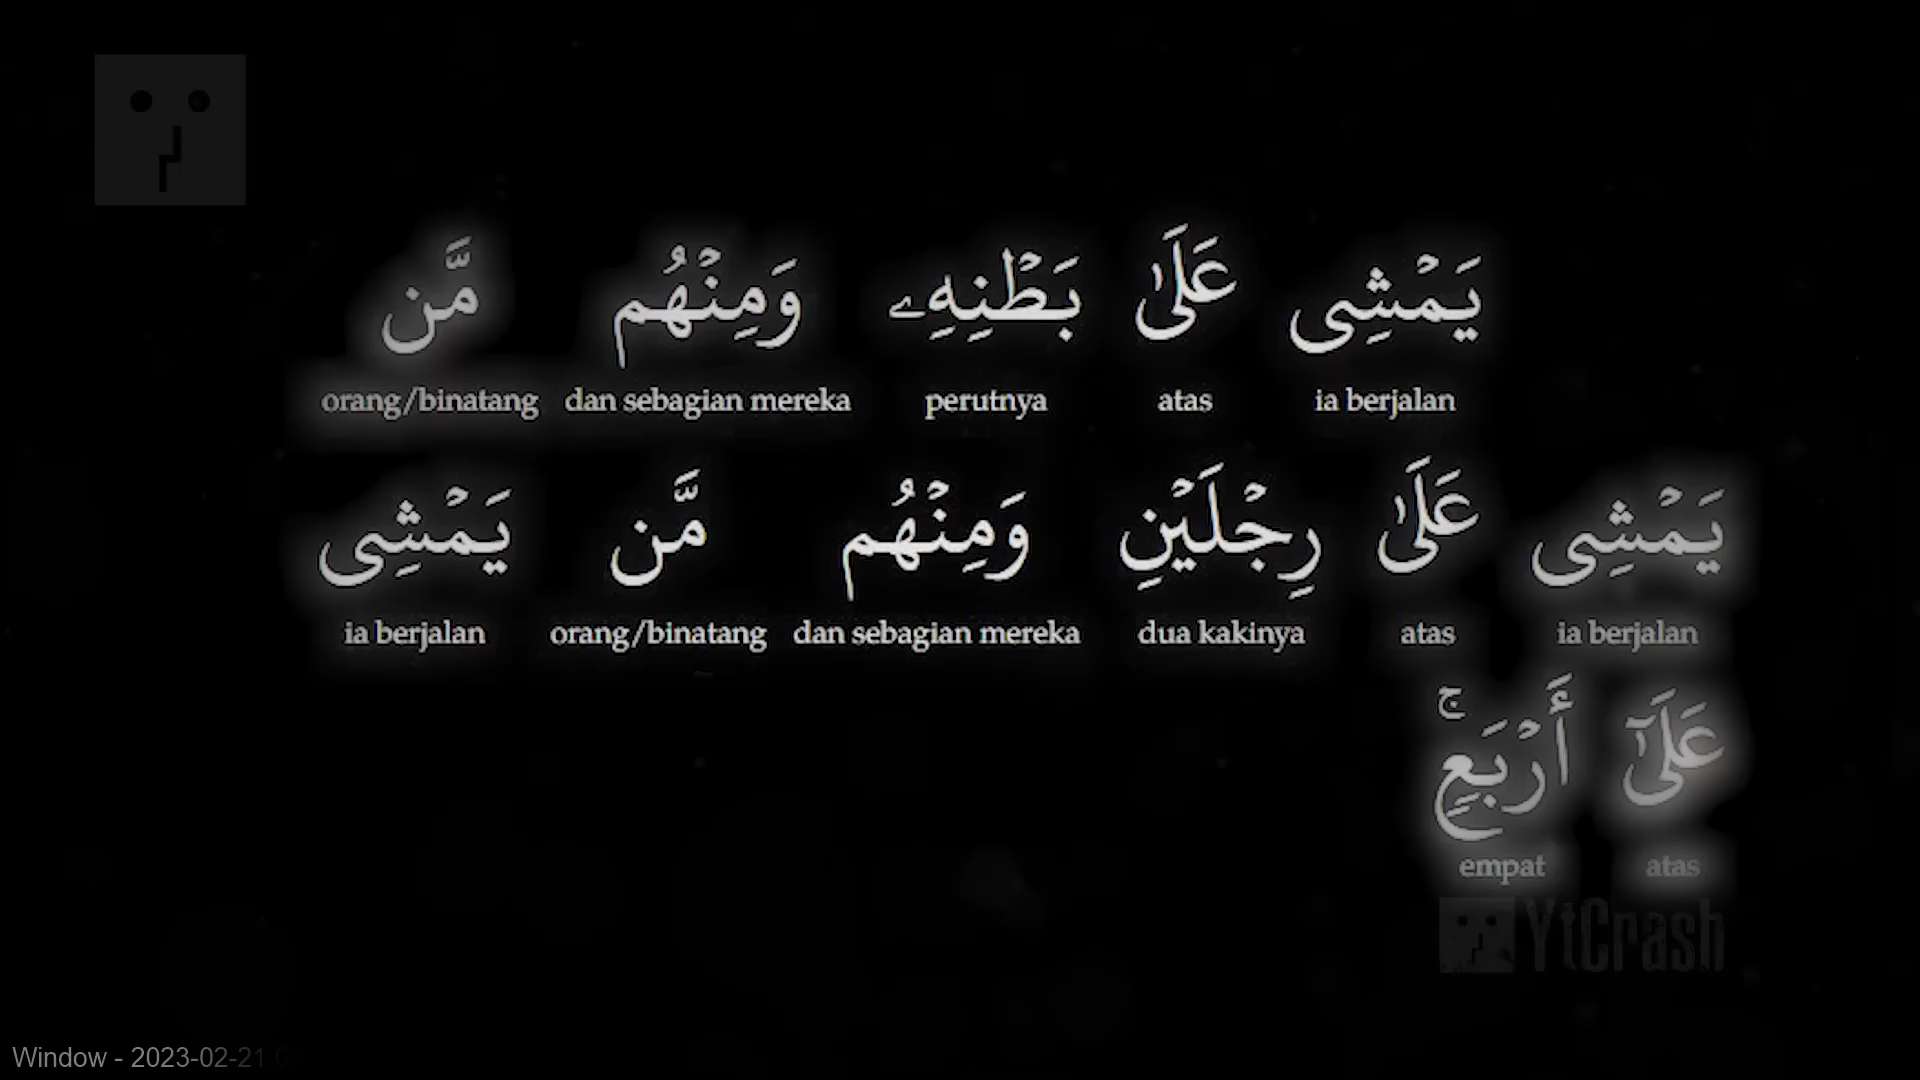 يَمْشِى عَلَىٰ بَطْنِهِۦ وَمِنْهُم مَّن
orang/binatang dan sebagian mereka perutnya atas ia berjalan
يَمْشِى عَلَىٰ رِجْلَيْنِ وَمِنْهُم مَّن يَمْشِى
ia berjalan orang/binatang dan sebagian mereka dua kakinya atas ia berjalan
عَلَىٰٓ أَرْبَعٍ ۚ
empat atas
YtCrash
Window - 2023-02-21